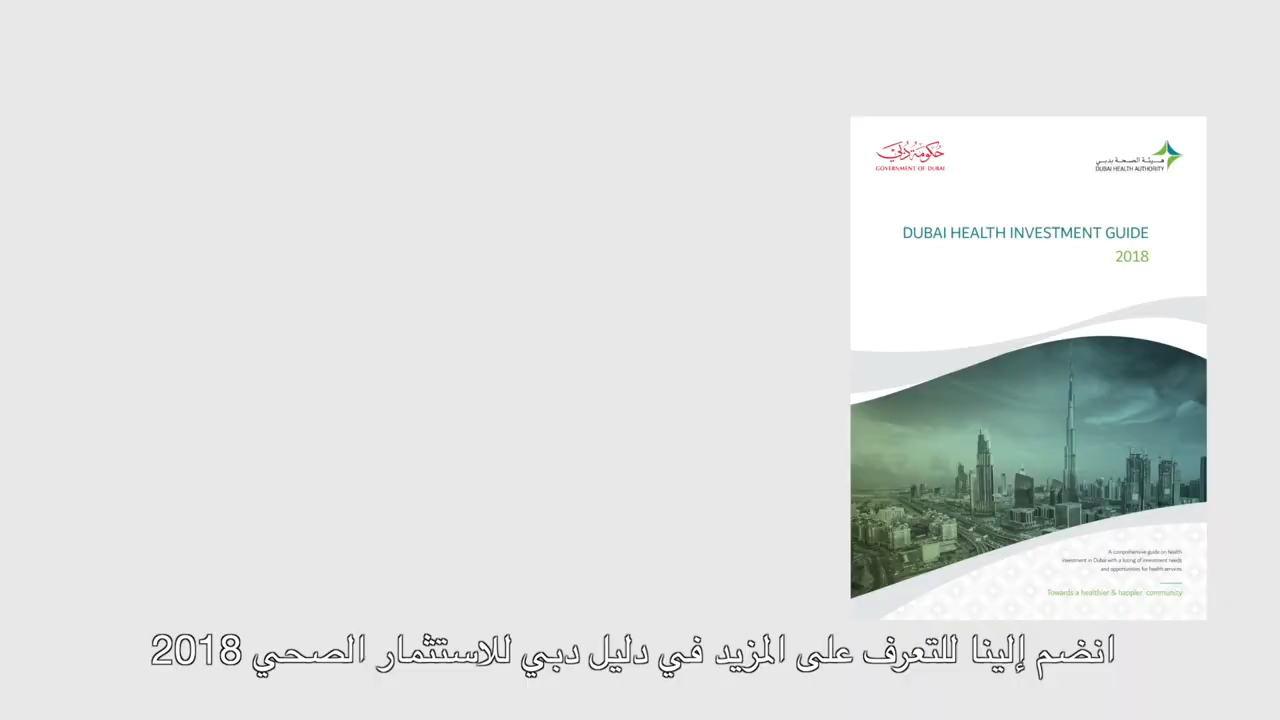 حكومة دبي
GOVERNMENT OF DUBAI
هيئة الصحة بدبي
DUBAI HEALTH AUTHORITY
DUBAI HEALTH INVESTMENT GUIDE
2018
A comprehensive guide on health
investment in Dubai with a listing of investment needs
and opportunities for health services
Towards a healthier & happier community
انضم إلينا للتعرف على المزيد في دليل دبي للاستثمار الصحي 2018